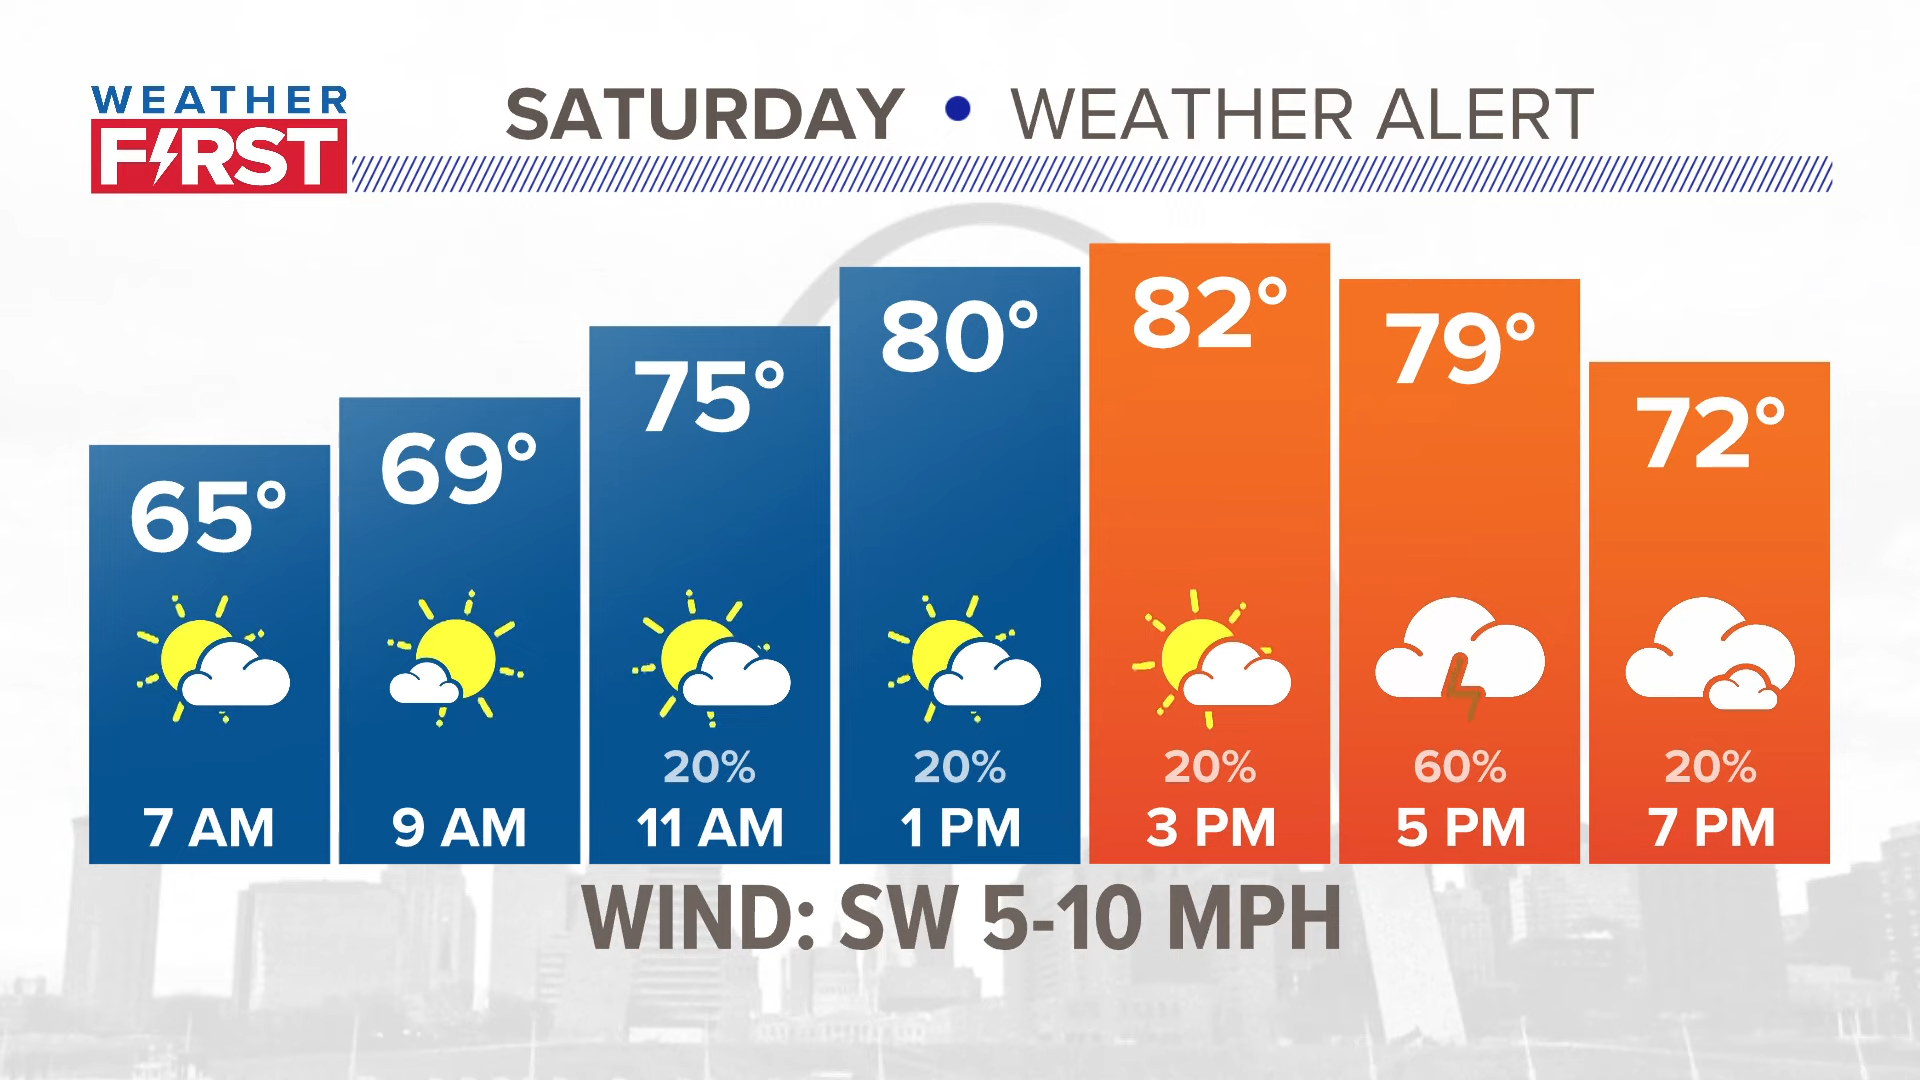 WEATHER
FIRST
SATURDAY • WEATHER ALERT
65°
69°
75°
80°
82°
79°
72°
20%
20%
20%
60%
20%
7 AM
9 AM
11 AM
1 PM
3 PM
5 PM
7 PM
WIND: SW 5-10 MPH